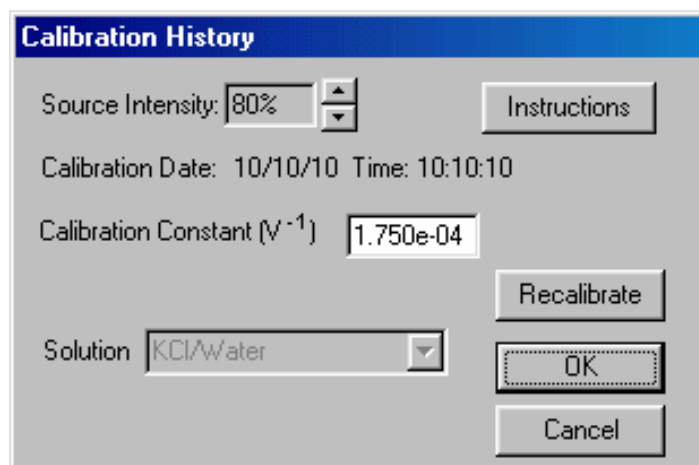 Calibration History
Source Intensity: 80%
Instructions
Calibration Date: 10/10/10 Time: 10:10:10
Calibration Constant (V⁻¹) 1.750e-04
Recalibrate
Solution KCl/Water
OK
Cancel